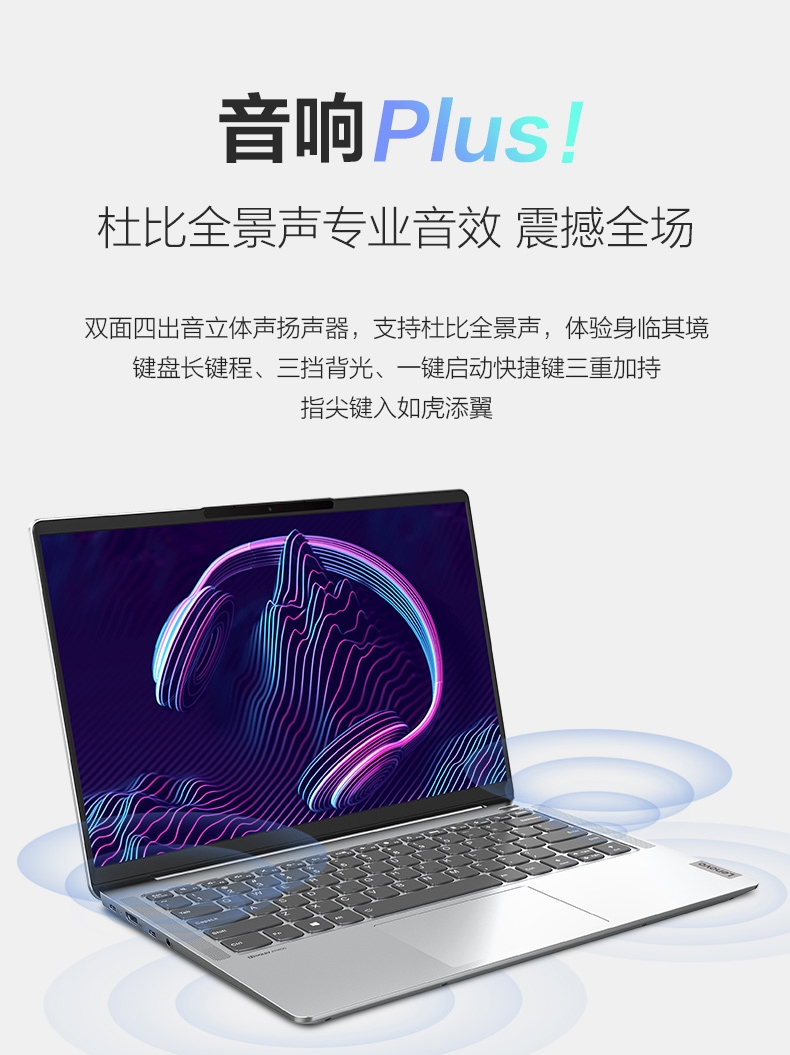 音响Plus!
杜比全景声专业音效 震撼全场
双面四出音立体声扬声器，支持杜比全景声，体验身临其境
键盘长键程、三挡背光、一键启动快捷键三重加持
指尖键入如虎添翼
Lenovo